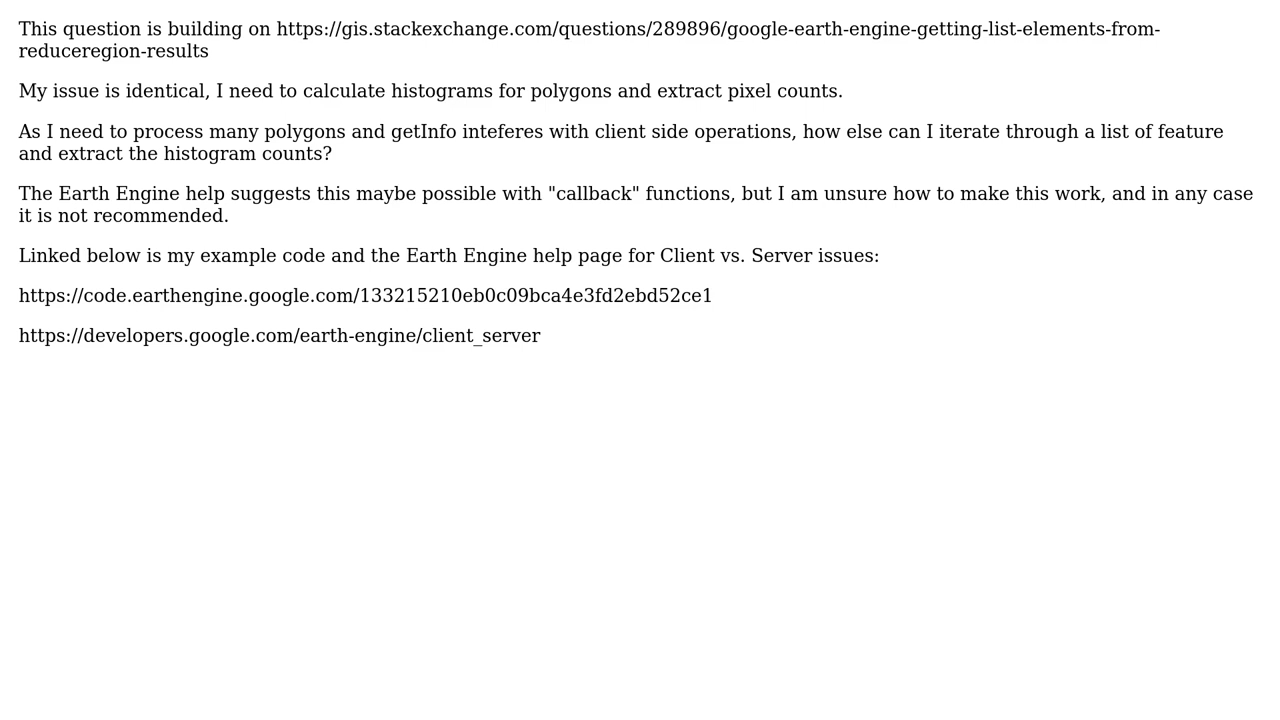 This question is building on https://gis.stackexchange.com/questions/289896/google-earth-engine-getting-list-elements-from-
reduceregion-results
My issue is identical, I need to calculate histograms for polygons and extract pixel counts.
As I need to process many polygons and getInfo inteferes with client side operations, how else can I iterate through a list of feature
and extract the histogram counts?
The Earth Engine help suggests this maybe possible with "callback" functions, but I am unsure how to make this work, and in any case
it is not recommended.
Linked below is my example code and the Earth Engine help page for Client vs. Server issues:
https://code.earthengine.google.com/133215210eb0c09bca4e3fd2ebd52ce1
https://developers.google.com/earth-engine/client_server